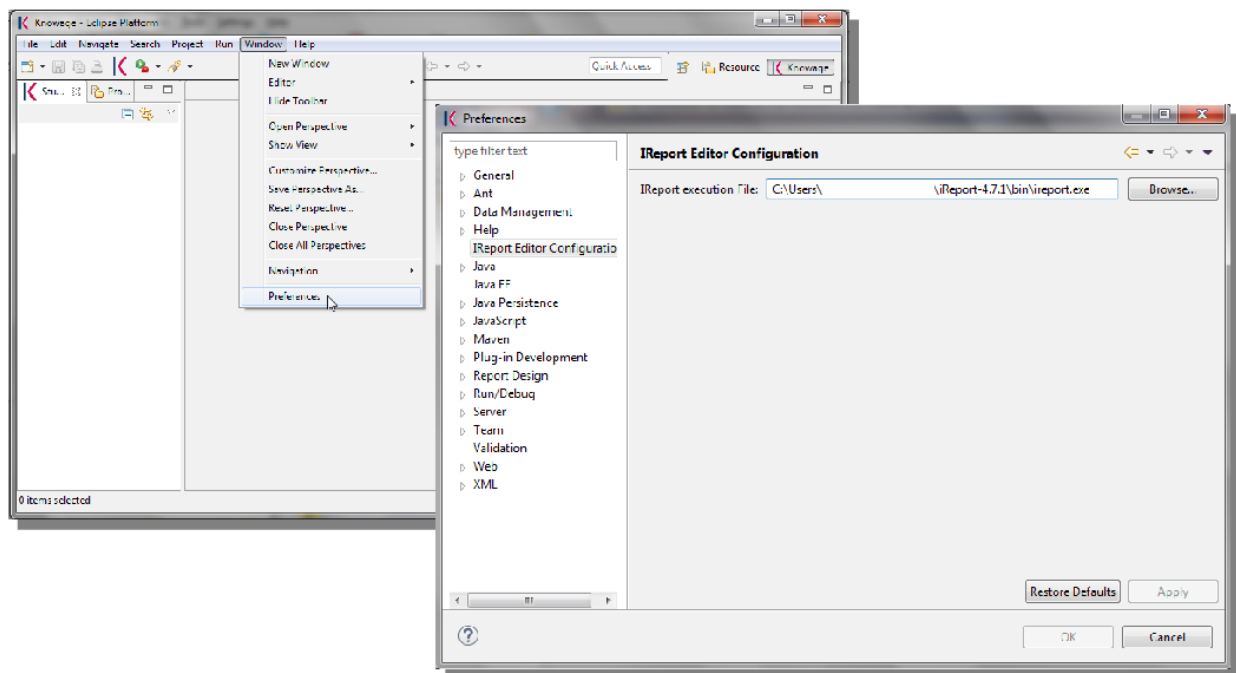 Knowage - Eclipse Platform
File Edit Navigate Search Project Run Window Help
Quick Access
Resource
Knowage
Stu...
Pro...
New Window
Editor
Hide Toolbar
Open Perspective
Show View
Customize Perspective...
Save Perspective As...
Reset Perspective...
Close Perspective
Close All Perspectives
Navigation
Preferences
0 items selected
Preferences
type filter text
General
Ant
Data Management
Help
IReport Editor Configuratio
Java
Java EE
Java Persistence
JavaScript
Maven
Plug-in Development
Report Design
Run/Debug
Server
Team
Validation
Web
XML
IReport Editor Configuration
IReport execution File: C:\Users\ \iReport-4.7.1\bin\ireport.exe Browse...
Restore Defaults Apply
OK Cancel